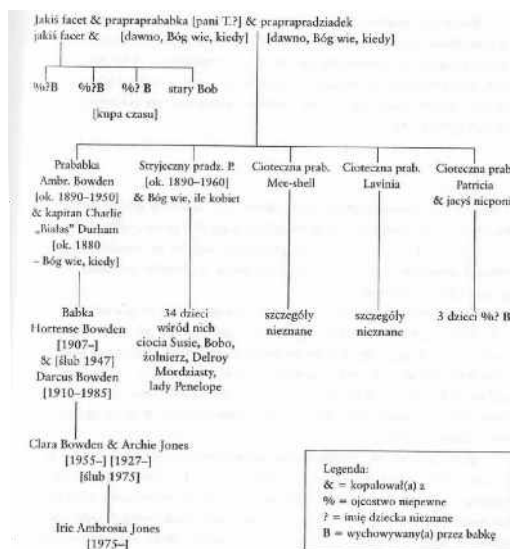 Jakiś facet & praprapraprababka [pani T.?] & praprapradziadek
jakiś facer & [dawno, Bóg wie, kiedy] [dawno, Bóg wie, kiedy]
%?B %?B %? B stary Bob
[kupa czasu]
Prababka
Ambr. Bowden
[ok. 1890–1950]
& kapitan Charlie
„Białas” Durham
[ok. 1880
– Bóg wie, kiedy]
Stryjeczny pradz. P.
[ok. 1890–1960]
& Bóg wie, ile kobiet
Cioteczna prab.
Mee-shell
Cioteczna prab.
Lavinia
Cioteczna prab.
Patricia
& jacyś niceponi
Babka
Hortense Bowden
[1907–]
& [ślub 1947]
Darcus Bowden
[1910–1985]
34 dzieci
wśród nich
ciocia Susie, Bobo,
żołnierz, Delroy
Mordziasty,
lady Penelope
szczegóły
nieznane
szczegóły
nieznane
3 dzieci %? B
Clara Bowden & Archie Jones
[1955–] [1927–]
[ślub 1975]
Irie Ambrosia Jones
[1975–]
Legenda:
& = kopulował(a) z
% = ojcostwo niepewne
? = imię dziecka nieznane
B = wychowywany(a) przez babkę